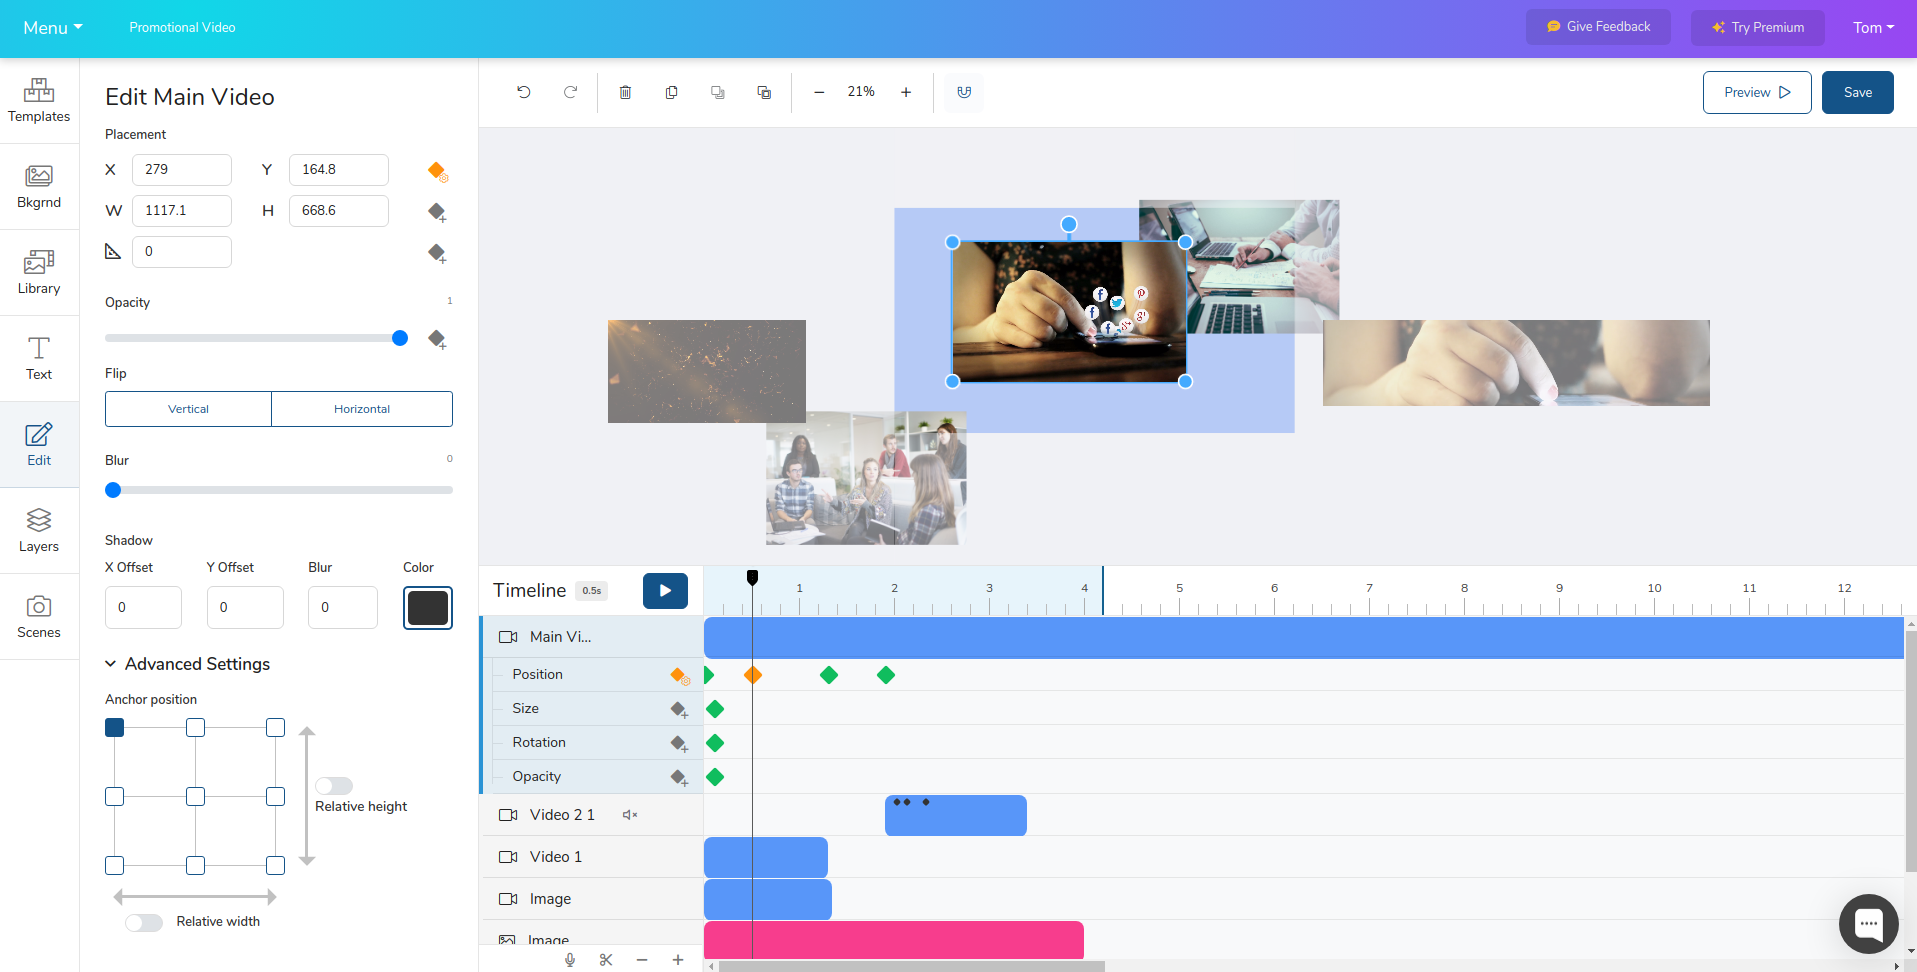 Menu
Promotional Video
Give Feedback
Try Premium
Tom
Templates
Bkgrnd
Library
Text
Edit
Layers
Scenes
Edit Main Video
Placement
X 279 Y 164.8
W 1117.1 H 668.6
0
Opacity 1
Flip
Vertical Horizontal
Blur 0
Shadow
X Offset Y Offset Blur Color
0 0 0
Advanced Settings
Anchor position
Relative height
Relative width
21%
Preview
Save
Timeline 0.5s
1 2 3 4 5 6 7 8 9 10 11 12
Main Vi...
Position
Size
Rotation
Opacity
Video 2 1
Video 1
Image
Image